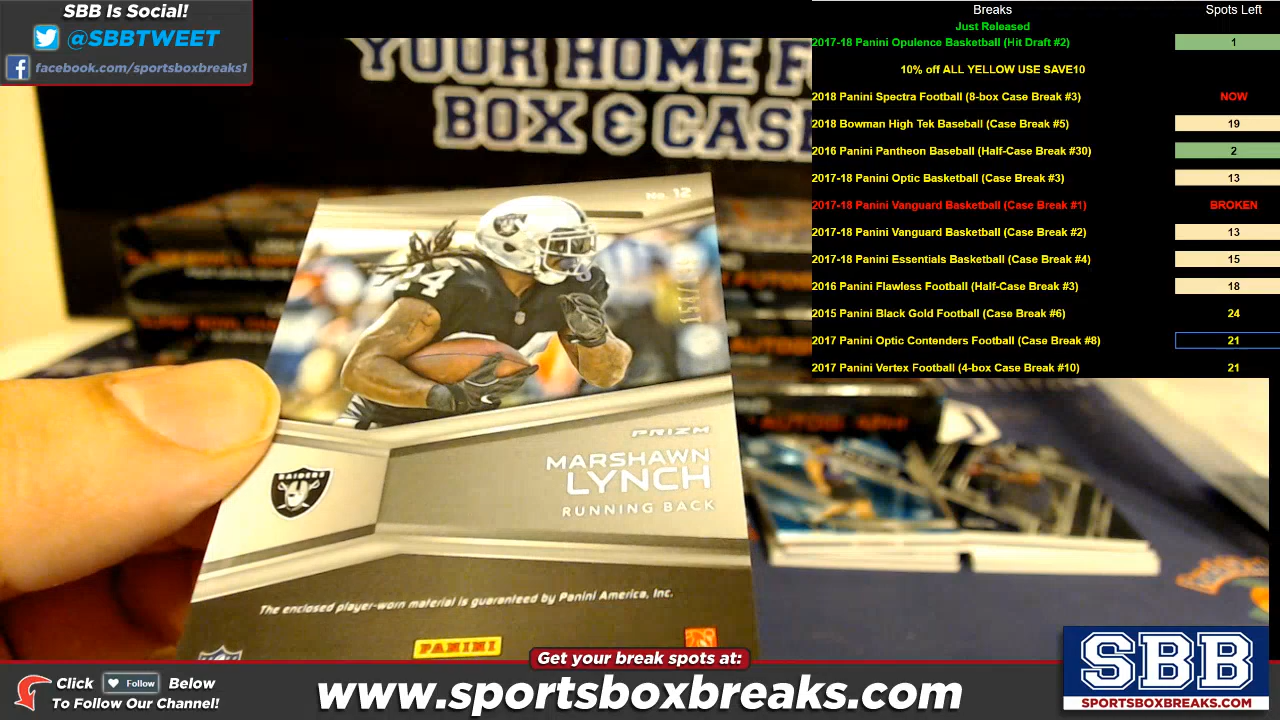 SBB Is Social!
@SBBTWEET
facebook.com/sportsboxbreaks1
YOUR HOME F
BOX & CASE
Breaks Spots Left
Just Released
2017-18 Panini Opulence Basketball (Hit Draft #2) 1
10% off ALL YELLOW USE SAVE10
2018 Panini Spectra Football (8-box Case Break #3) NOW
2018 Bowman High Tek Baseball (Case Break #5) 19
2016 Panini Pantheon Baseball (Half-Case Break #30) 2
2017-18 Panini Optic Basketball (Case Break #3) 13
2017-18 Panini Vanguard Basketball (Case Break #1) BROKEN
2017-18 Panini Vanguard Basketball (Case Break #2) 13
2017-18 Panini Essentials Basketball (Case Break #4) 15
2016 Panini Flawless Football (Half-Case Break #3) 18
2015 Panini Black Gold Football (Case Break #6) 24
2017 Panini Optic Contenders Football (Case Break #8) 21
2017 Panini Vertex Football (4-box Case Break #10) 21
No. 12
24
PRIZM
MARSHAWN
LYNCH
RUNNING BACK
RAIDERS
The enclosed player-worn material is guaranteed by Panini America, Inc.
PANINI
NFL
Get your break spots at:
Click Follow Below
To Follow Our Channel!
www.sportsboxbreaks.com
SBB
SPORTSBOXBREAKS.COM